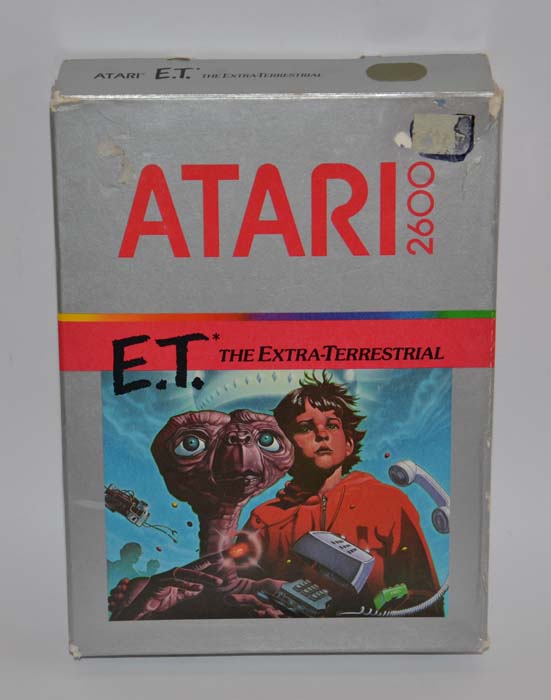 ATARI® E.T.* THE EXTRA-TERRESTRIAL
ATARI 2600
E.T.* THE EXTRA-TERRESTRIAL